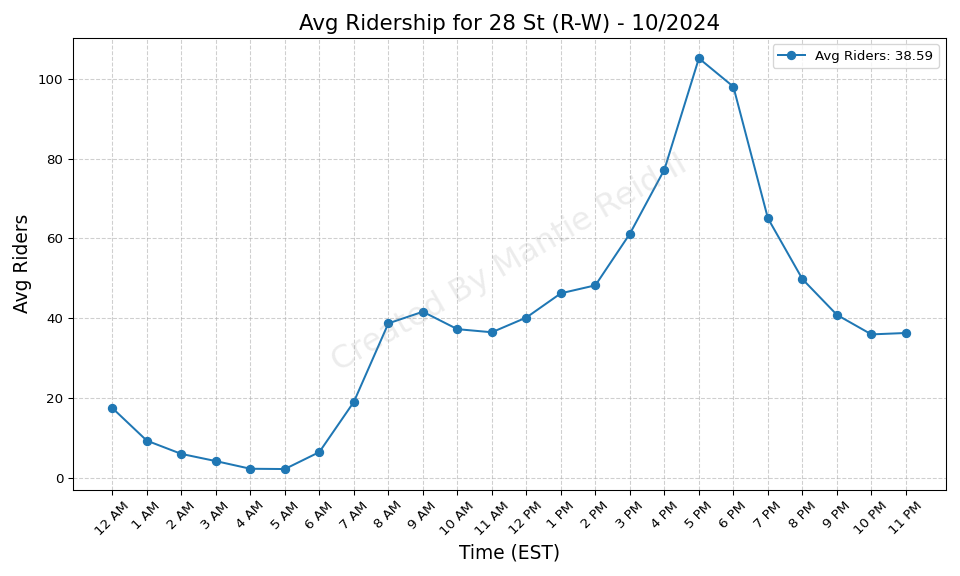 Avg Ridership for 28 St (R-W) - 10/2024
Avg Riders: 38.59
100
80
60
40
20
0
Avg Riders
Created By Mantie Reid II
12 AM
1 AM
2 AM
3 AM
4 AM
5 AM
6 AM
7 AM
8 AM
9 AM
10 AM
11 AM
12 PM
1 PM
2 PM
3 PM
4 PM
5 PM
6 PM
7 PM
8 PM
9 PM
10 PM
11 PM
Time (EST)